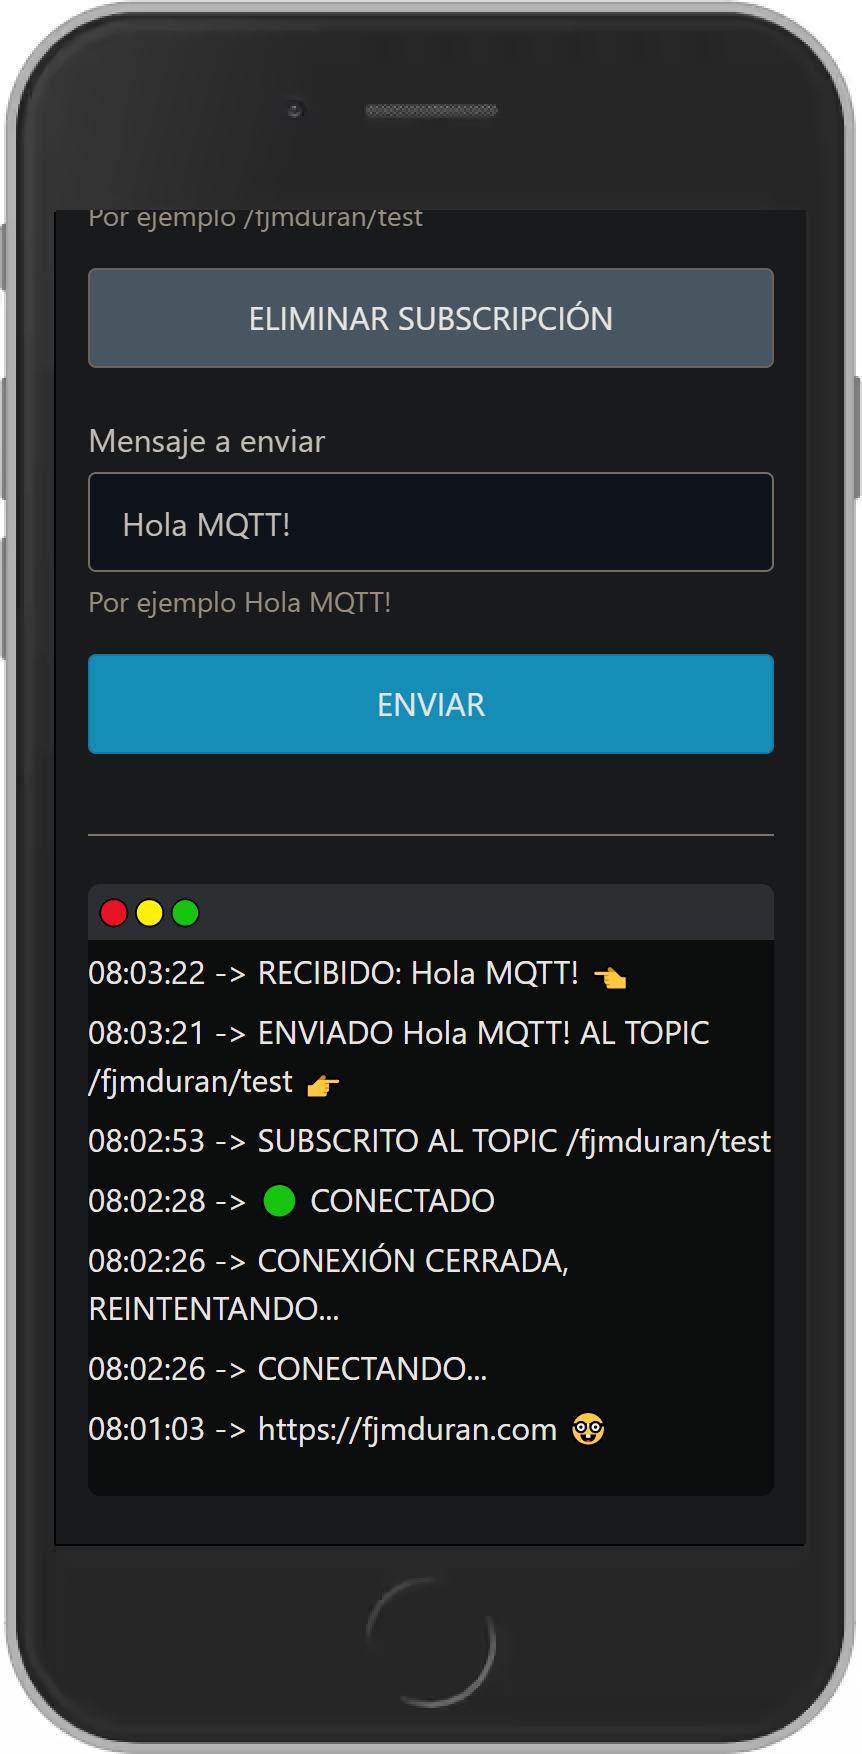 Por ejemplo /fjmduran/test
ELIMINAR SUBSCRIPCIÓN
Mensaje a enviar
Hola MQTT!
Por ejemplo Hola MQTT!
ENVIAR
08:03:22 -> RECIBIDO: Hola MQTT! 👈
08:03:21 -> ENVIADO Hola MQTT! AL TOPIC
/fjmduran/test 👉
08:02:53 -> SUBSCRITO AL TOPIC /fjmduran/test
08:02:28 -> 🟢 CONECTADO
08:02:26 -> CONEXIÓN CERRADA,
REINTENTANDO...
08:02:26 -> CONECTANDO...
08:01:03 -> https://fjmduran.com 🤓